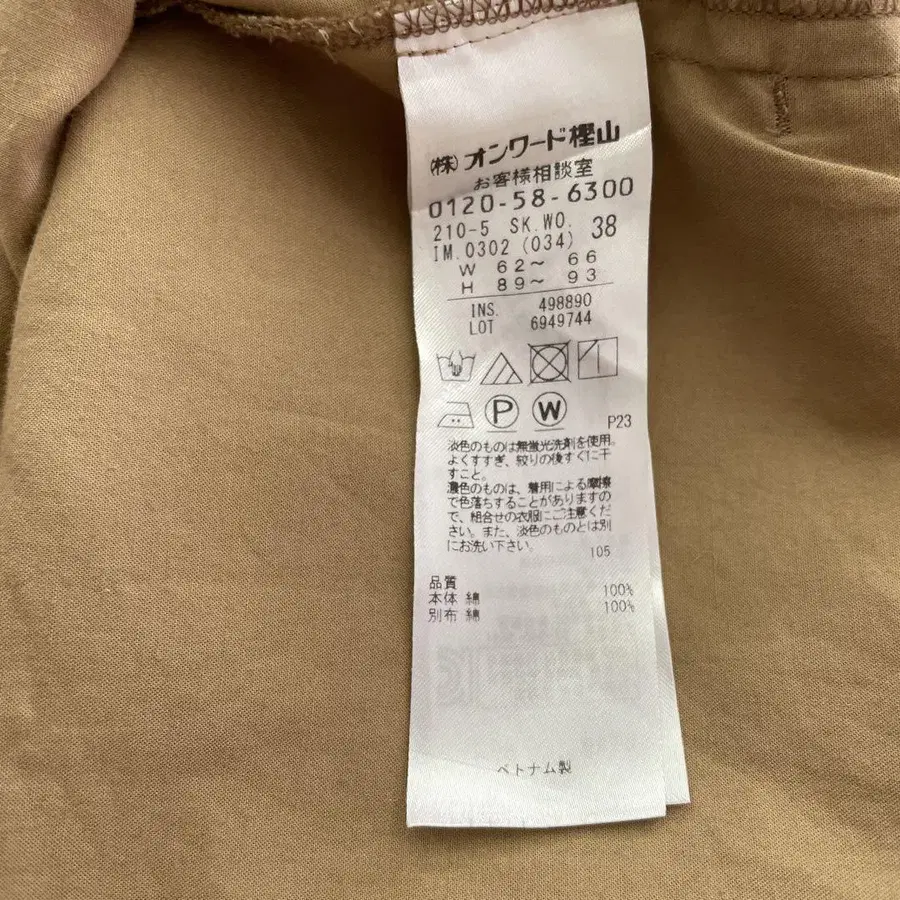 (株)オンワード樫山
お客様相談室
0120-58-6300
210-5 SK.WO.
IM.0302 (034) 38
W 62〜 66
H 89〜 93
INS. 498890
LOT 6949744
P W
P23
淡色のものは無蛍光洗剤を使用。
よくすすぎ、絞りの後すぐに干
すこと。
濃色のものは、着用による摩擦
で色落ちすることがありますの
で、組合せの衣服にご注意くだ
さい。また、淡色のものとは別
にお洗い下さい。
105
品質
本体 綿 100%
別布 綿 100%
ベトナム製